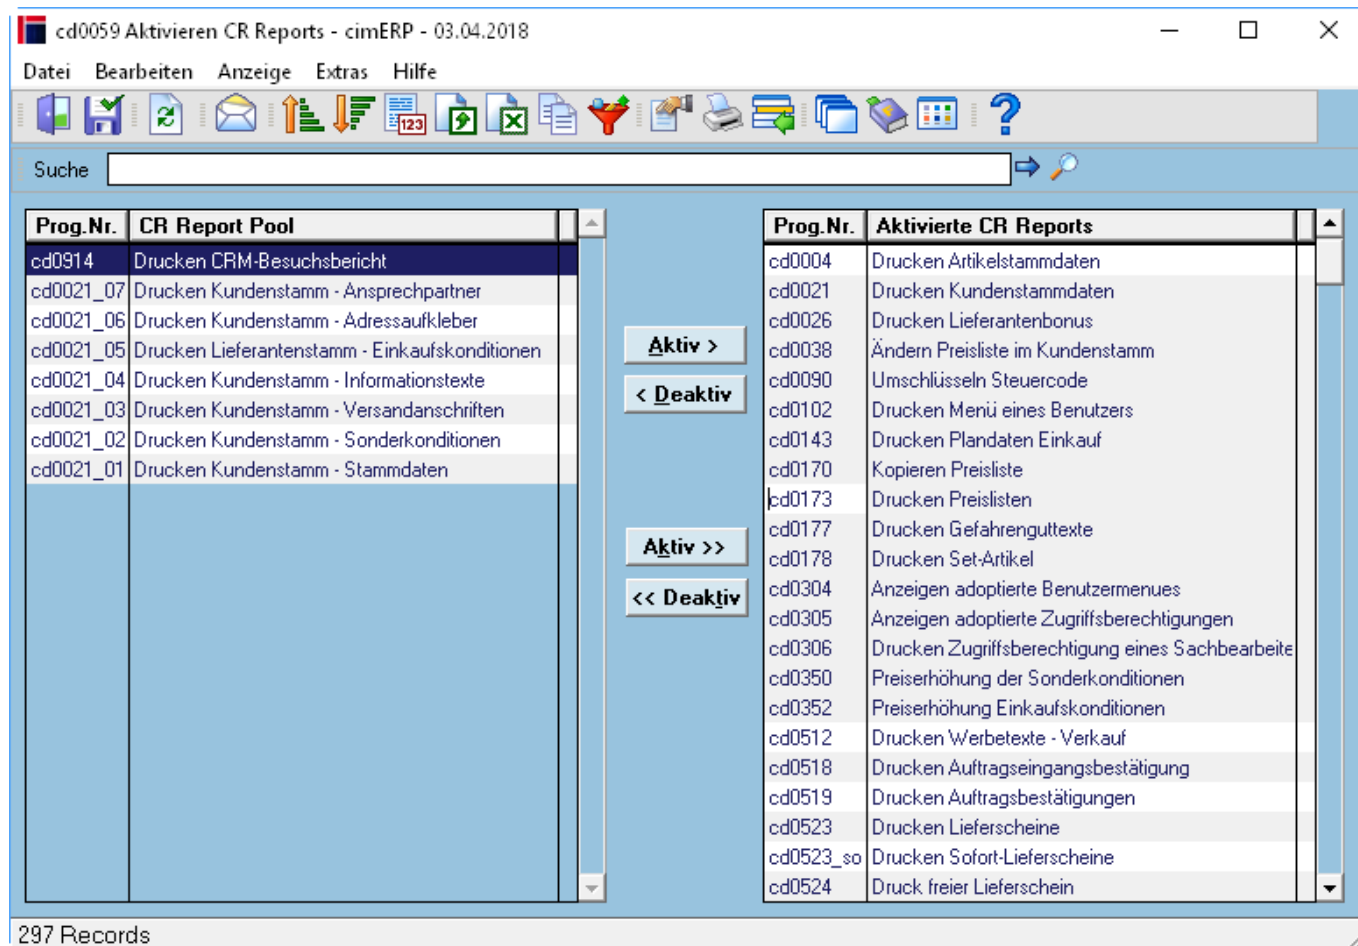 cd0059 Aktivieren CR Reports - cimERP - 03.04.2018
Datei Bearbeiten Anzeige Extras Hilfe
123
Suche
Prog.Nr. CR Report Pool
cd0914 Drucken CRM-Besuchsbericht
cd0021_07 Drucken Kundenstamm - Ansprechpartner
cd0021_06 Drucken Kundenstamm - Adressaufkleber
cd0021_05 Drucken Lieferantenstamm - Einkaufskonditionen
cd0021_04 Drucken Kundenstamm - Informationstexte
cd0021_03 Drucken Kundenstamm - Versandanschriften
cd0021_02 Drucken Kundenstamm - Sonderkonditionen
cd0021_01 Drucken Kundenstamm - Stammdaten
Aktiv >
< Deaktiv
Aktiv >>
<< Deaktiv
Prog.Nr. Aktivierte CR Reports
cd0004 Drucken Artikelstammdaten
cd0021 Drucken Kundenstammdaten
cd0026 Drucken Lieferantenbonus
cd0038 Ändern Preisliste im Kundenstamm
cd0090 Umschlüsseln Steuercode
cd0102 Drucken Menü eines Benutzers
cd0143 Drucken Plandaten Einkauf
cd0170 Kopieren Preisliste
cd0173 Drucken Preislisten
cd0177 Drucken Gefahrenguttexte
cd0178 Drucken Set-Artikel
cd0304 Anzeigen adoptierte Benutzermenues
cd0305 Anzeigen adoptierte Zugriffsberechtigungen
cd0306 Drucken Zugriffsberechtigung eines Sachbearbeite
cd0350 Preiserhöhung der Sonderkonditionen
cd0352 Preiserhöhung Einkaufskonditionen
cd0512 Drucken Werbetexte - Verkauf
cd0518 Drucken Auftragseingangsbestätigung
cd0519 Drucken Auftragsbestätigungen
cd0523 Drucken Lieferscheine
cd0523_so Drucken Sofort-Lieferscheine
cd0524 Druck freier Lieferschein
297 Records